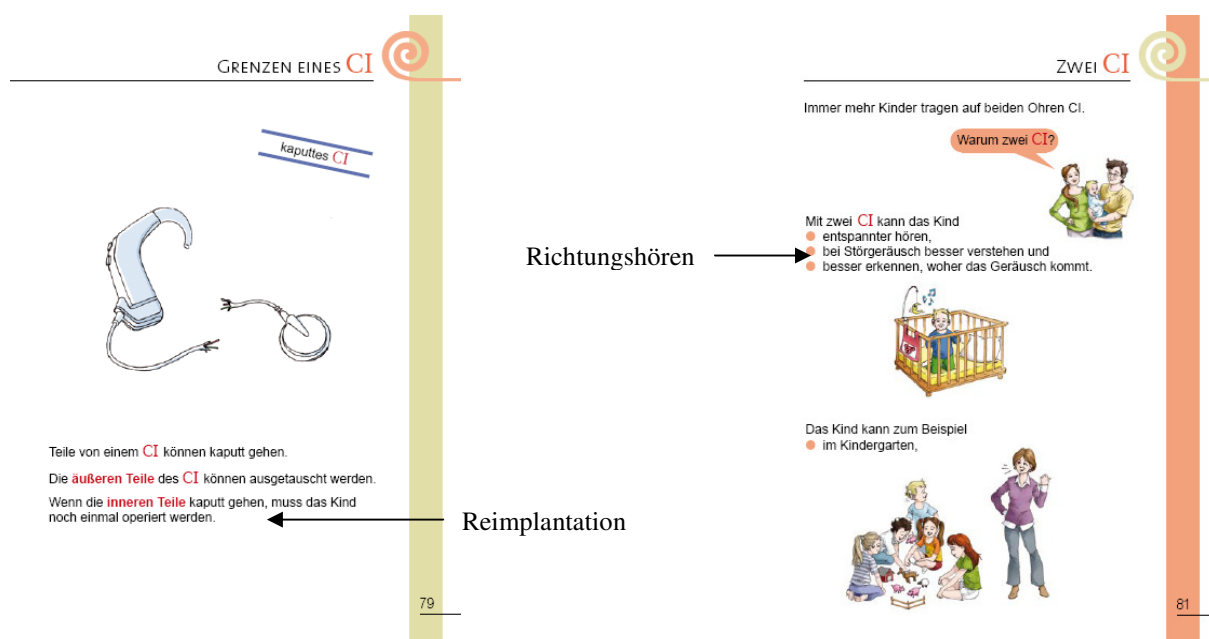 GRENZEN EINES CI
kaputtes CI
Teile von einem CI können kaputt gehen.
Die äußeren Teile des CI können ausgetauscht werden.
Wenn die inneren Teile kaputt gehen, muss das Kind
noch einmal operiert werden.
Reimplantation
79
ZWEI CI
Immer mehr Kinder tragen auf beiden Ohren CI.
Warum zwei CI?
Mit zwei CI kann das Kind
entspannter hören,
Richtungshören
bei Störgeräusch besser verstehen und
besser erkennen, woher das Geräusch kommt.
Das Kind kann zum Beispiel
im Kindergarten,
81